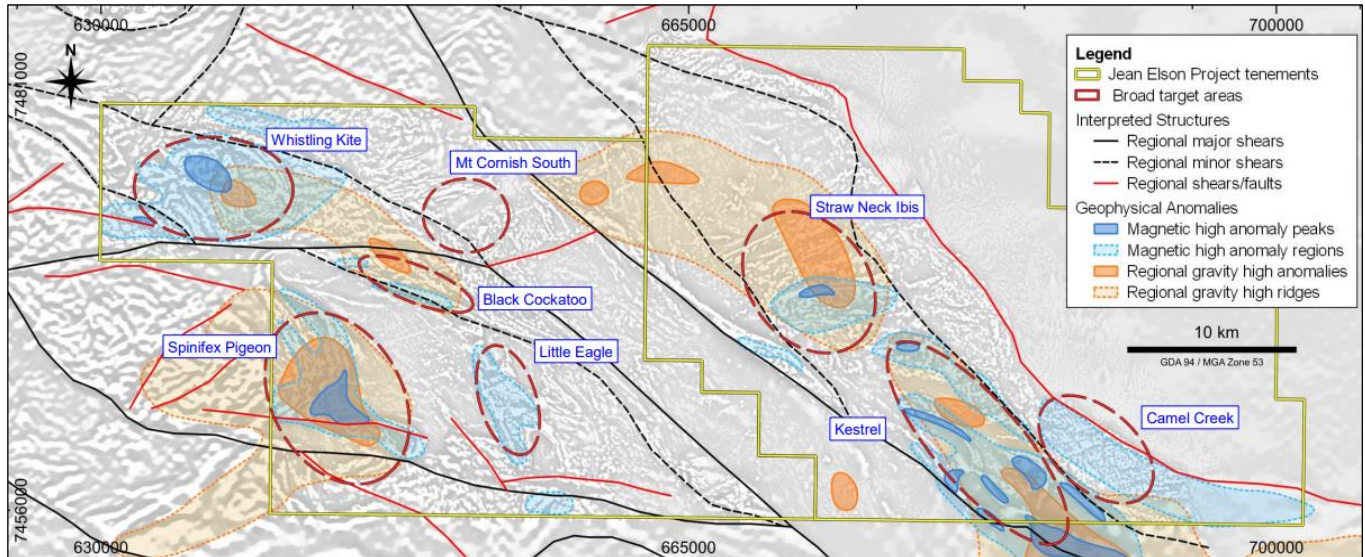 630000
665000
700000
7481000
N
Whistling Kite
Mt Cornish South
Straw Neck Ibis
Black Cockatoo
Spinifex Pigeon
Little Eagle
Kestrel
Camel Creek
7456000
630000
665000
700000
Legend
Jean Elson Project tenements
Broad target areas
Interpreted Structures
Regional major shears
Regional minor shears
Regional shears/faults
Geophysical Anomalies
Magnetic high anomaly peaks
Magnetic high anomaly regions
Regional gravity high anomalies
Regional gravity high ridges
10 km
GDA 94 / MGA Zone 53